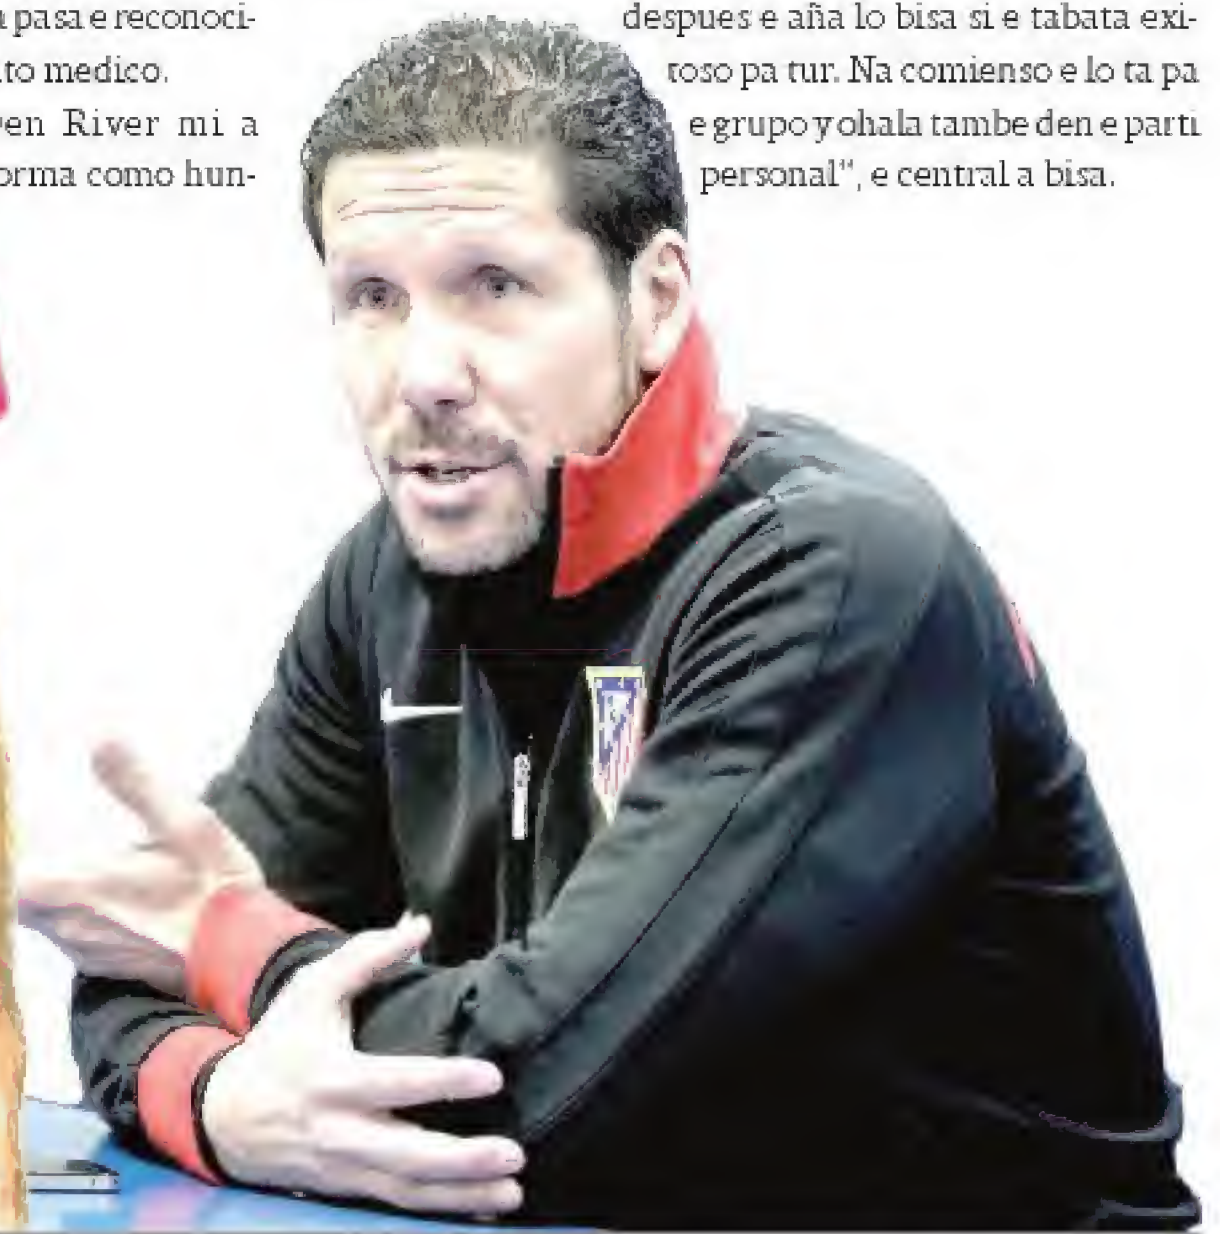 a pasa e reconoci-
to medico.
en River mi a
orma como hun-
despues e aña lo bisa si e tabata exi-
toso pa tur. Na comienso e lo ta pa
e grupo y ohala tambe den e parti
personal", e central a bisa.